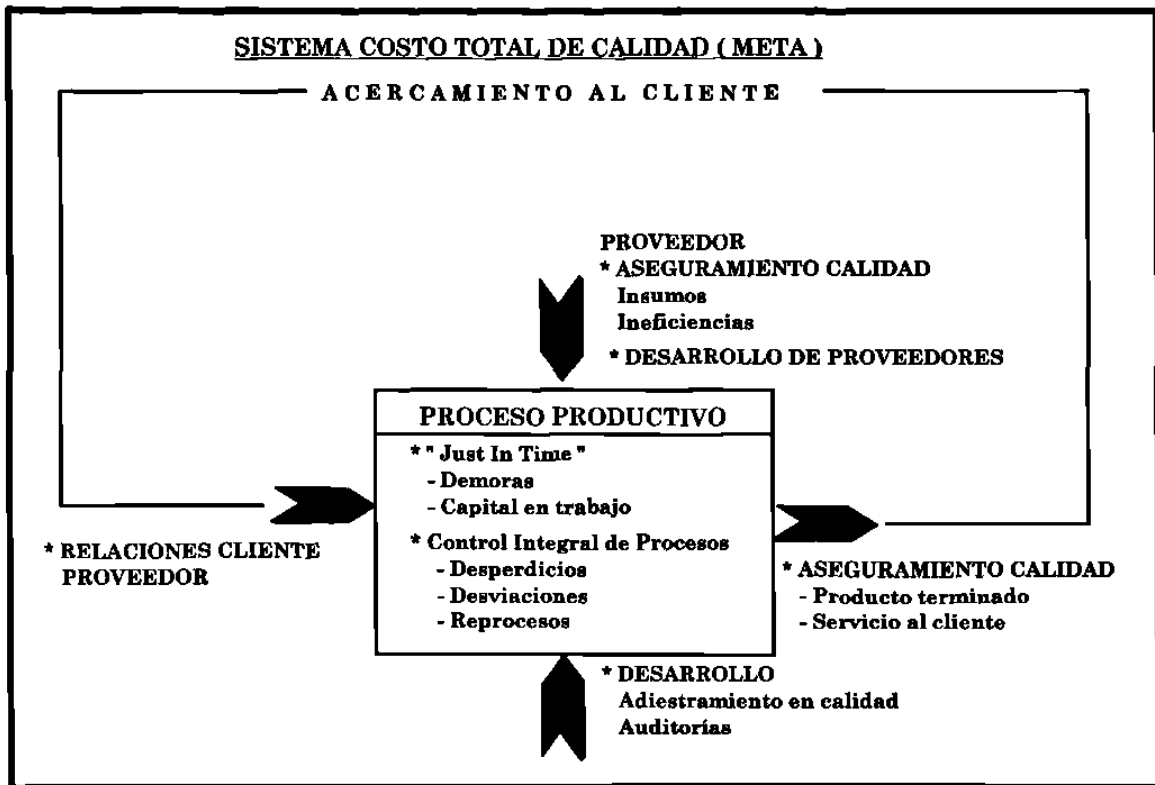 SISTEMA COSTO TOTAL DE CALIDAD ( META )
ACERCAMIENTO AL CLIENTE
PROVEEDOR
* ASEGURAMIENTO CALIDAD
Insumos
Ineficiencias
* DESARROLLO DE PROVEEDORES
PROCESO PRODUCTIVO
* " Just In Time "
- Demoras
- Capital en trabajo
* Control Integral de Procesos
- Desperdicios
- Desviaciones
- Reprocesos
* RELACIONES CLIENTE
PROVEEDOR
* ASEGURAMIENTO CALIDAD
- Producto terminado
- Servicio al cliente
* DESARROLLO
Adiestramiento en calidad
Auditorías